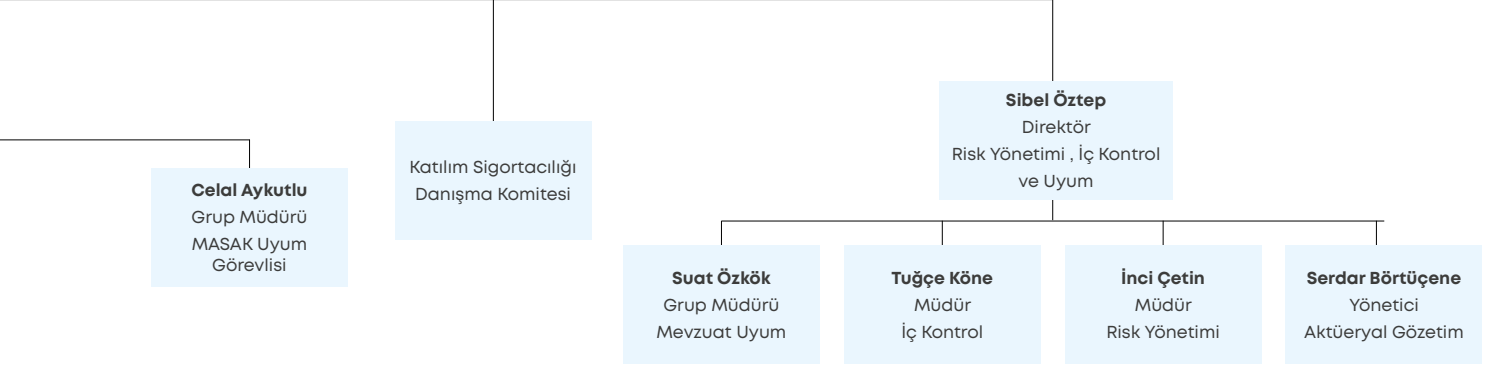 Sibel Öztep
Direktör
Risk Yönetimi , İç Kontrol
ve Uyum
Katılım Sigortacılığı
Danışma Komitesi
Celal Aykutlu
Grup Müdürü
MASAK Uyum
Görevlisi
Suat Özkök
Grup Müdürü
Mevzuat Uyum
Tuğçe Köne
Müdür
İç Kontrol
İnci Çetin
Müdür
Risk Yönetimi
Serdar Börtüçene
Yönetici
Aktüeryal Gözetim